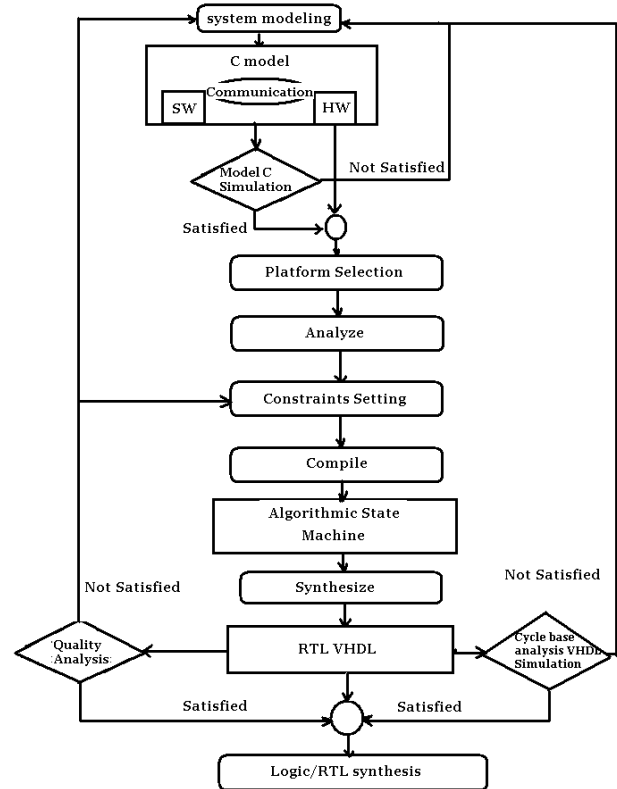 system modeling
C model
Communication
SW
HW
Model C
Simulation
Not Satisfied
Satisfied
Platform Selection
Analyze
Constraints Setting
Compile
Algorithmic State
Machine
Synthesize
Not Satisfied
Not Satisfied
Quality
Analysis
RTL VHDL
Cycle base
analysis VHDL
Simulation
Satisfied
Satisfied
Logic/RTL synthesis